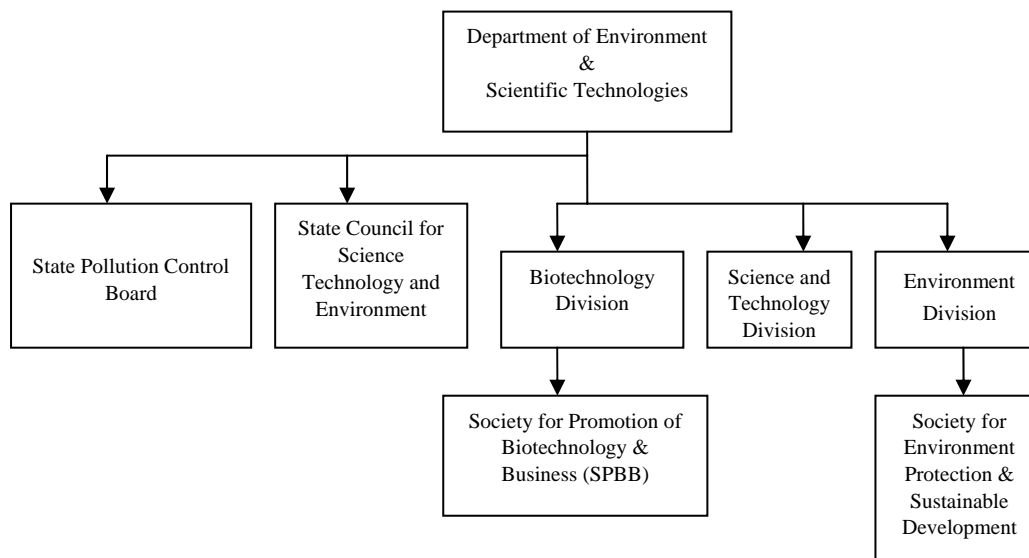 Department of Environment
&
Scientific Technologies
State Pollution Control
Board
State Council for
Science
Technology and
Environment
Biotechnology
Division
Science and
Technology
Division
Environment
Division
Society for Promotion of
Biotechnology &
Business (SPBB)
Society for
Environment
Protection &
Sustainable
Development